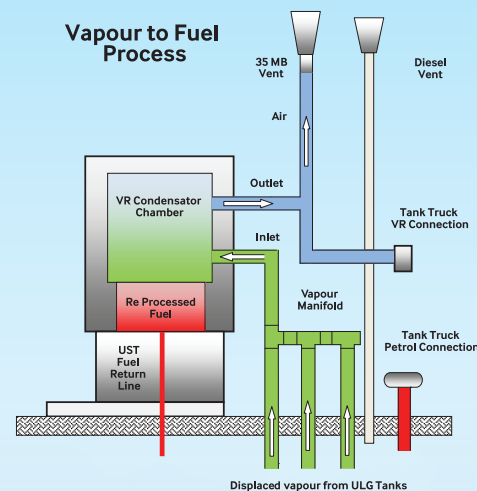 Vapour to Fuel
Process
35 MB
Vent
Diesel
Vent
Air
Outlet
VR Condensator
Chamber
Tank Truck
VR Connection
Inlet
Vapour
Manifold
Re Processed
Fuel
Tank Truck
Petrol Connection
UST
Fuel
Return
Line
Displaced vapour from ULG Tanks